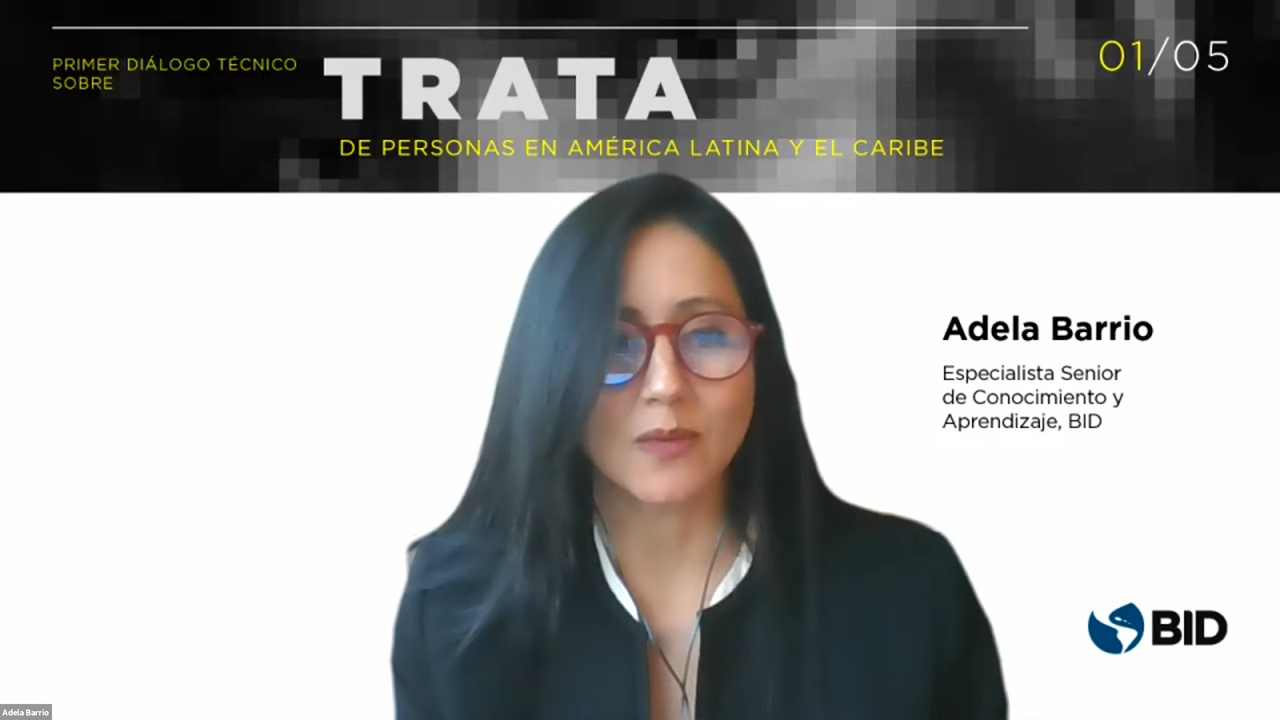 PRIMER DIÁLOGO TÉCNICO
SOBRE
TRATA
DE PERSONAS EN AMÉRICA LATINA Y EL CARIBE
01/05
Adela Barrio
Especialista Senior
de Conocimiento y
Aprendizaje, BID
BID
Adela Barrio